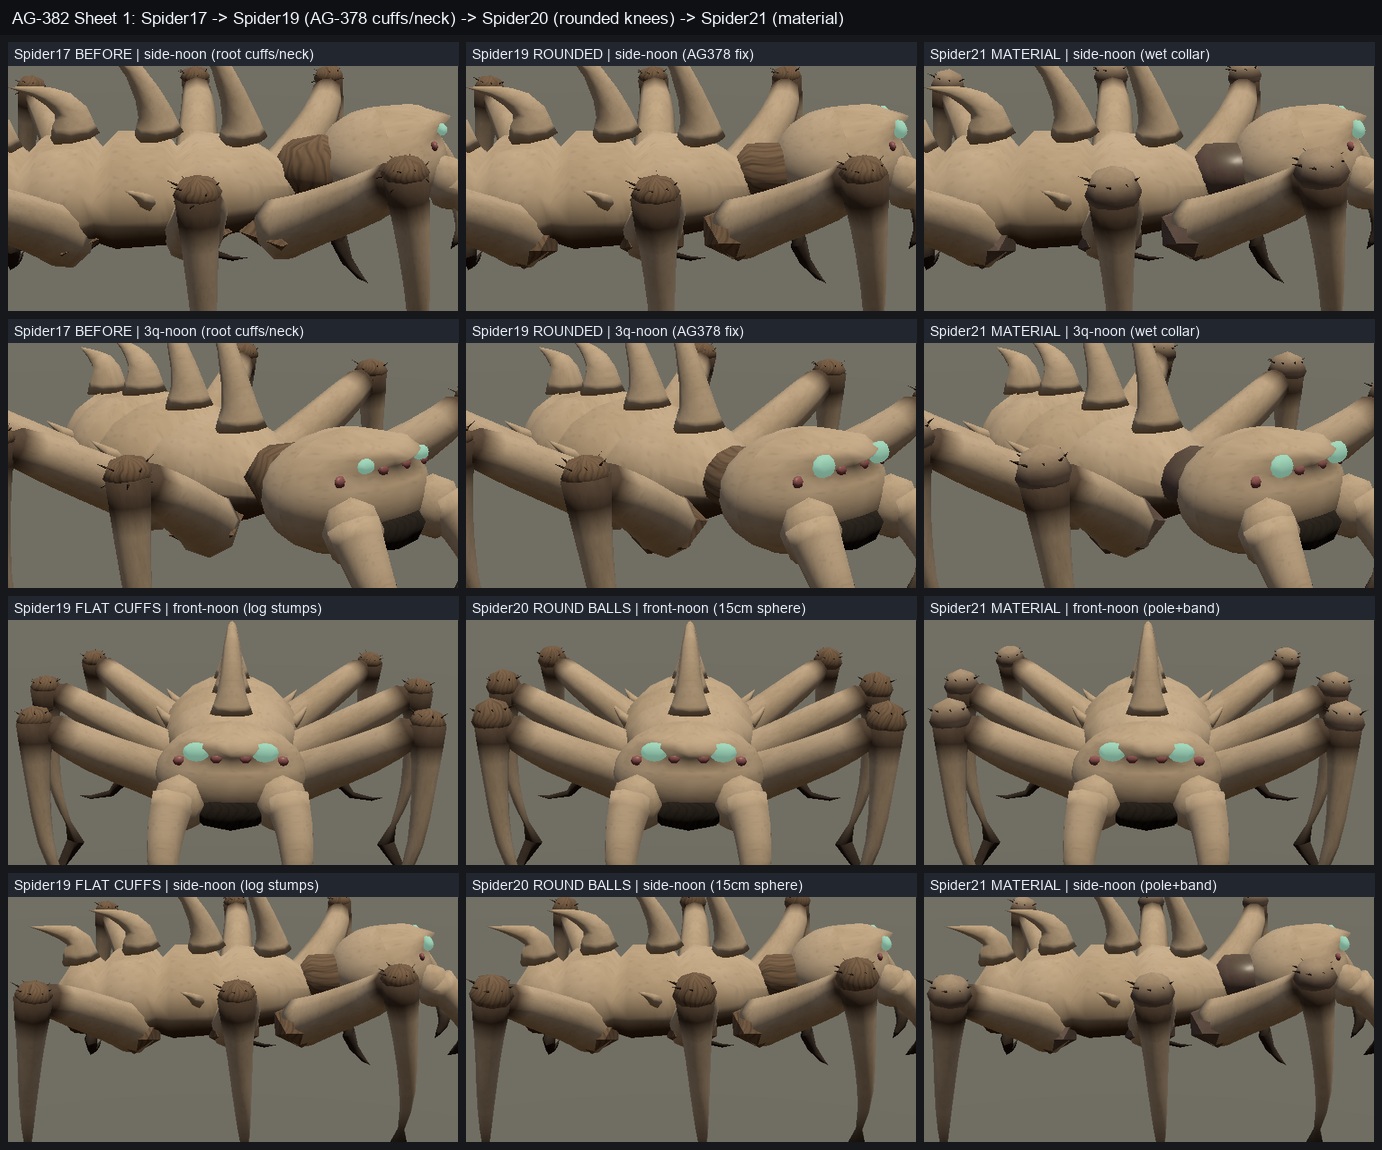 AG-382 Sheet 1: Spider17 -> Spider19 (AG-378 cuffs/neck) -> Spider20 (rounded knees) -> Spider21 (material)
Spider17 BEFORE | side-noon (root cuffs/neck)
Spider19 ROUNDED | side-noon (AG378 fix)
Spider21 MATERIAL | side-noon (wet collar)
Spider17 BEFORE | 3q-noon (root cuffs/neck)
Spider19 ROUNDED | 3q-noon (AG378 fix)
Spider21 MATERIAL | 3q-noon (wet collar)
Spider19 FLAT CUFFS | front-noon (log stumps)
Spider20 ROUND BALLS | front-noon (15cm sphere)
Spider21 MATERIAL | front-noon (pole+band)
Spider19 FLAT CUFFS | side-noon (log stumps)
Spider20 ROUND BALLS | side-noon (15cm sphere)
Spider21 MATERIAL | side-noon (pole+band)